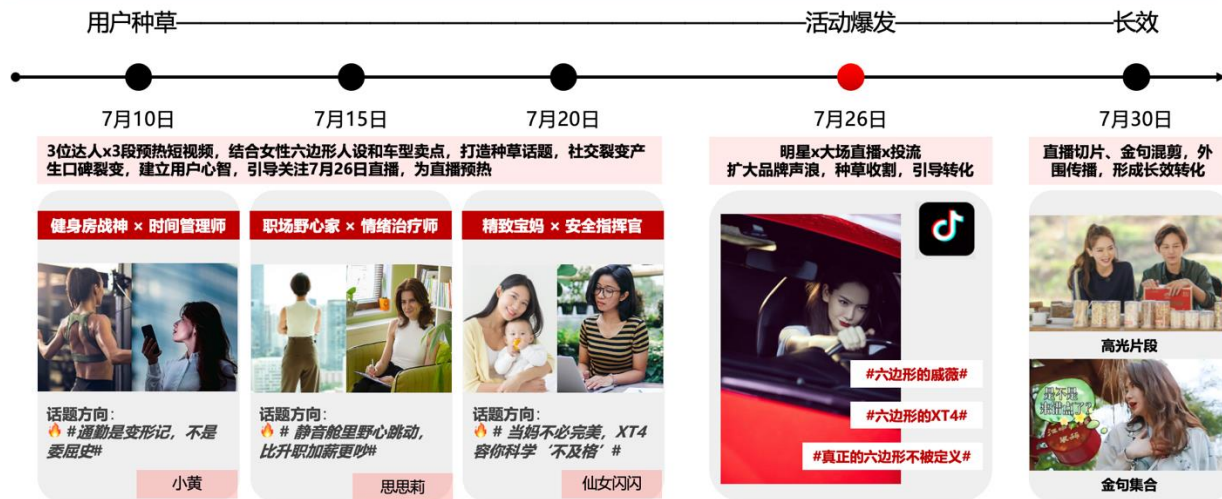 用户种草
活动爆发
长效
7月10日
7月15日
7月20日
7月26日
7月30日
3位达人x3段预热短视频，结合女性六边形人设和车型卖点，打造种草话题，社交裂变产
生口碑裂变，建立用户心智，引导关注7月26日直播，为直播预热
明星x大场直播x投流
扩大品牌声浪，种草收割，引导转化
直播切片、金句混剪，外
围传播，形成长效转化
健身房战神 × 时间管理师
话题方向：
🔥 #通勤是变形记，不是
委屈史#
小黄
职场野心家 × 情绪治疗师
话题方向：
🔥 # 静音舱里野心跳动，
比升职加薪更吵#
思思莉
精致宝妈 × 安全指挥官
话题方向：
🔥 # 当妈不必完美，XT4
容你科学‘不及格’#
仙女闪闪
#六边形的戚薇#
#六边形的XT4#
#真正的六边形不被定义#
高光片段
是不是
来进点了?
金句集合